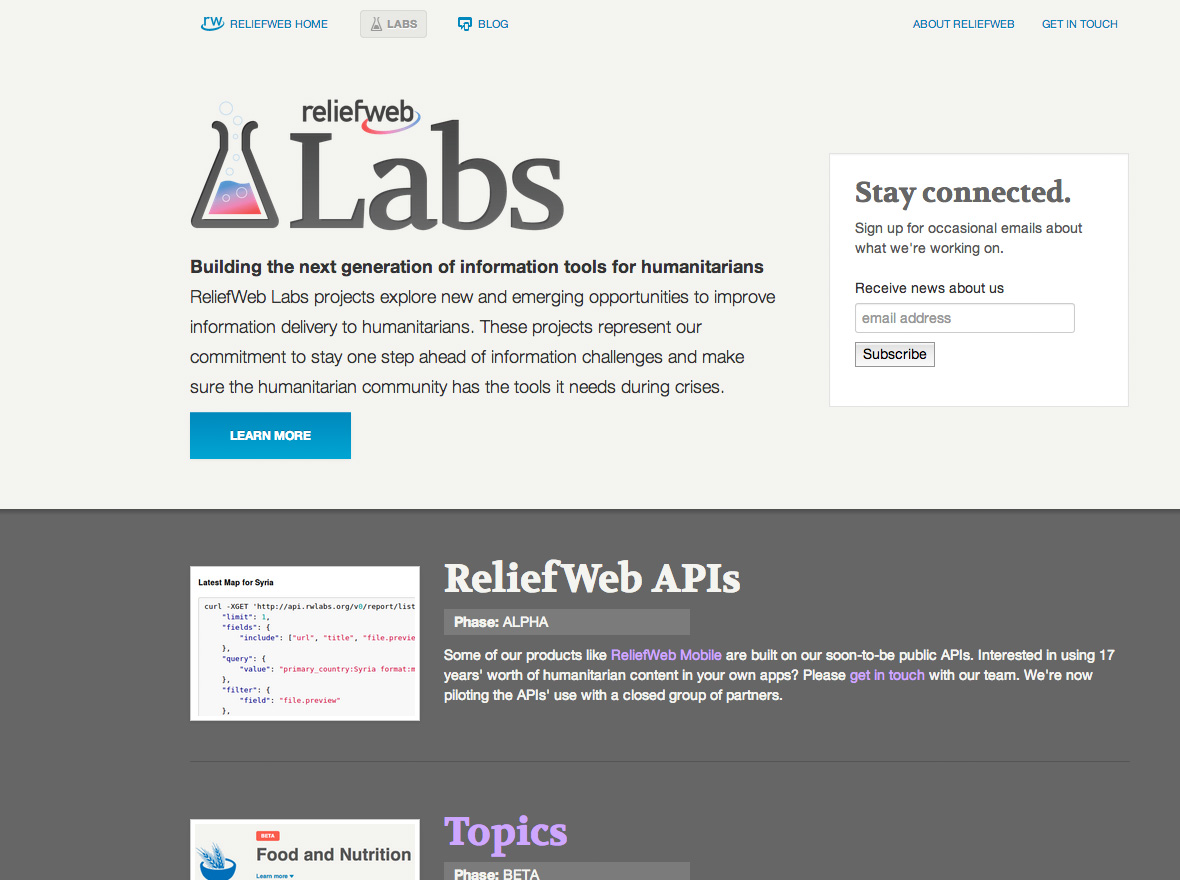 RELIEFWEB HOME
LABS
BLOG
ABOUT RELIEFWEB
GET IN TOUCH
reliefweb
Labs
Building the next generation of information tools for humanitarians
ReliefWeb Labs projects explore new and emerging opportunities to improve
information delivery to humanitarians. These projects represent our
commitment to stay one step ahead of information challenges and make
sure the humanitarian community has the tools it needs during crises.
LEARN MORE
Stay connected.
Sign up for occasional emails about
what we're working on.
Receive news about us
email address
Subscribe
Latest Map for Syria
curl -XGET 'http://api.rwlabs.org/v0/report/list
"limit": 1,
"fields": {
"include": ["url", "title", "file.previe
},
"query": {
"value": "primary_country:Syria format:m
},
"filter": {
"field": "file.preview"
},
ReliefWeb APIs
Phase: ALPHA
Some of our products like ReliefWeb Mobile are built on our soon-to-be public APIs. Interested in using 17
years' worth of humanitarian content in your own apps? Please get in touch with our team. We're now
piloting the APIs' use with a closed group of partners.
BETA
Food and Nutrition
Learn more
Topics
Phase: BETA